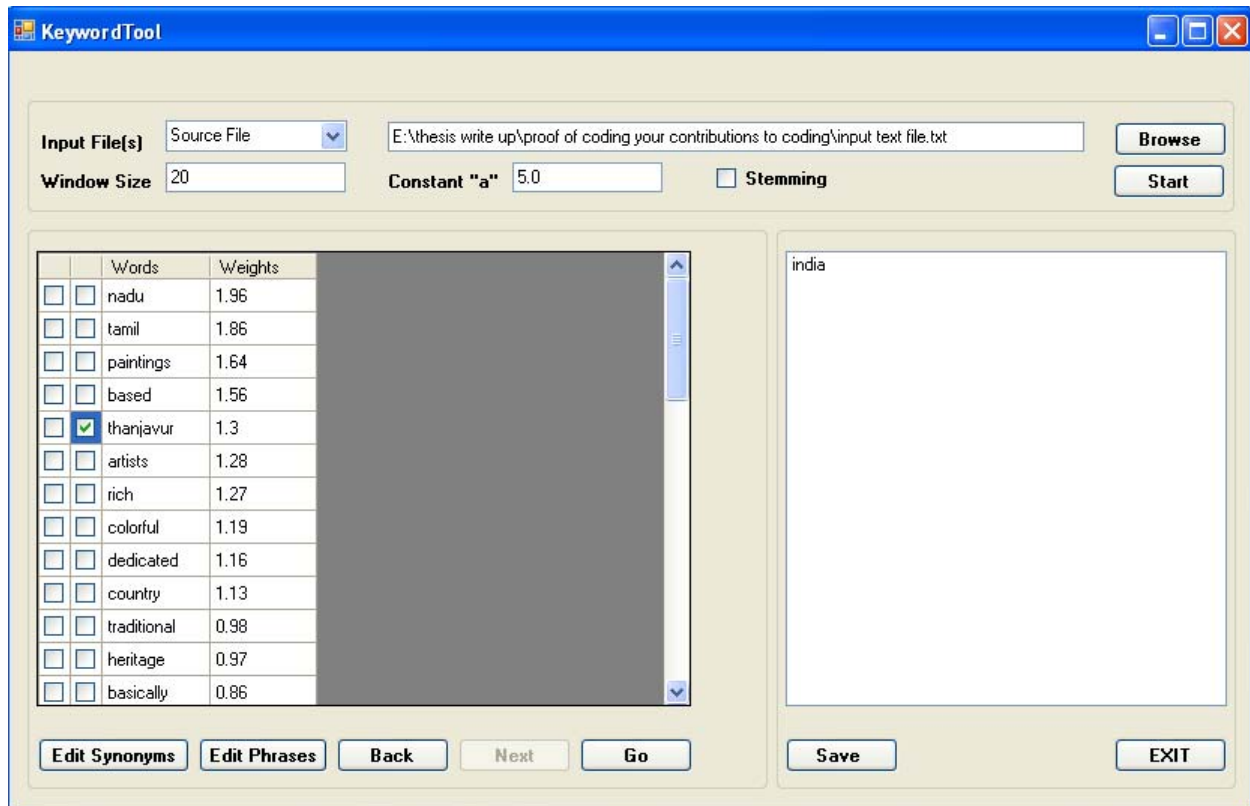 KeywordTool
Input File(s) Source File E:\thesis write up\proof of coding your contributions to coding\input text file.txt Browse
Window Size 20 Constant "a" 5.0 Stemming Start
Words Weights
nadu 1.96
tamil 1.86
paintings 1.64
based 1.56
thanjavur 1.3
artists 1.28
rich 1.27
colorful 1.19
dedicated 1.16
country 1.13
traditional 0.98
heritage 0.97
basically 0.86
Edit Synonyms Edit Phrases Back Next Go
india
Save EXIT